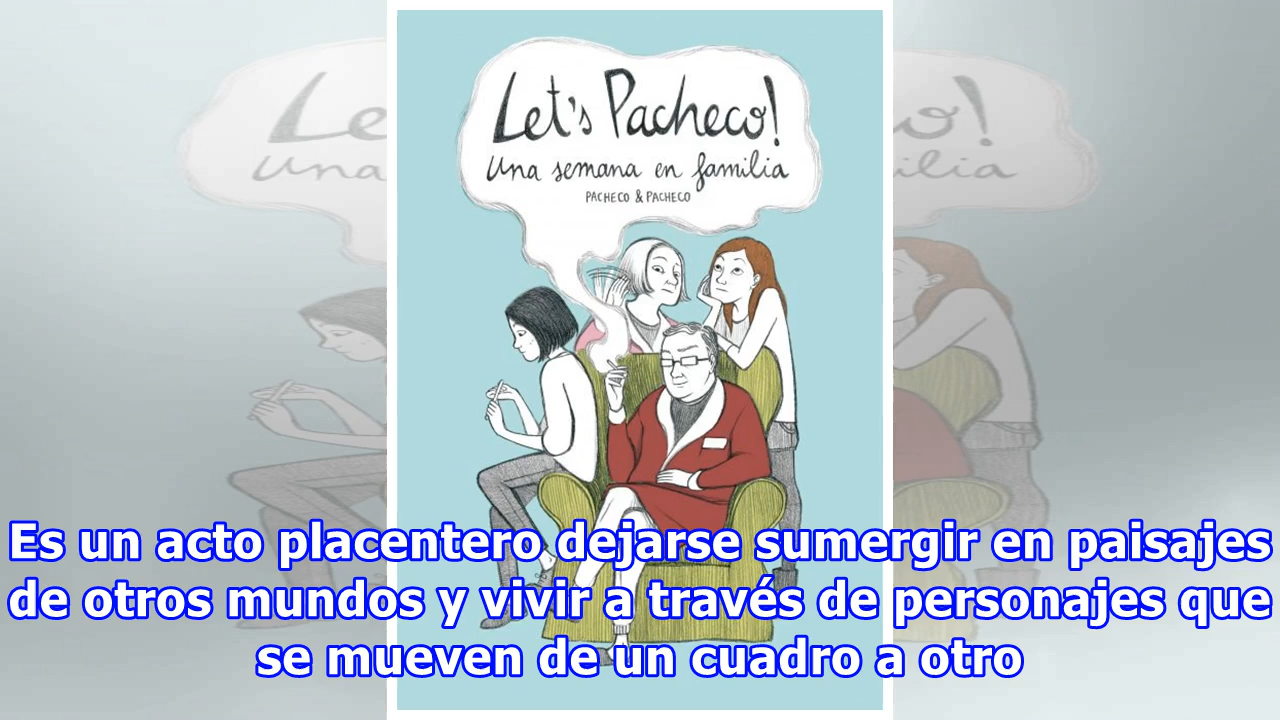 Let's Pacheco!
Una semana en familia
PACHECO & PACHECO
Es un acto placentero dejarse sumergir en paisajes
de otros mundos y vivir a través de personajes que
se mueven de un cuadro a otro